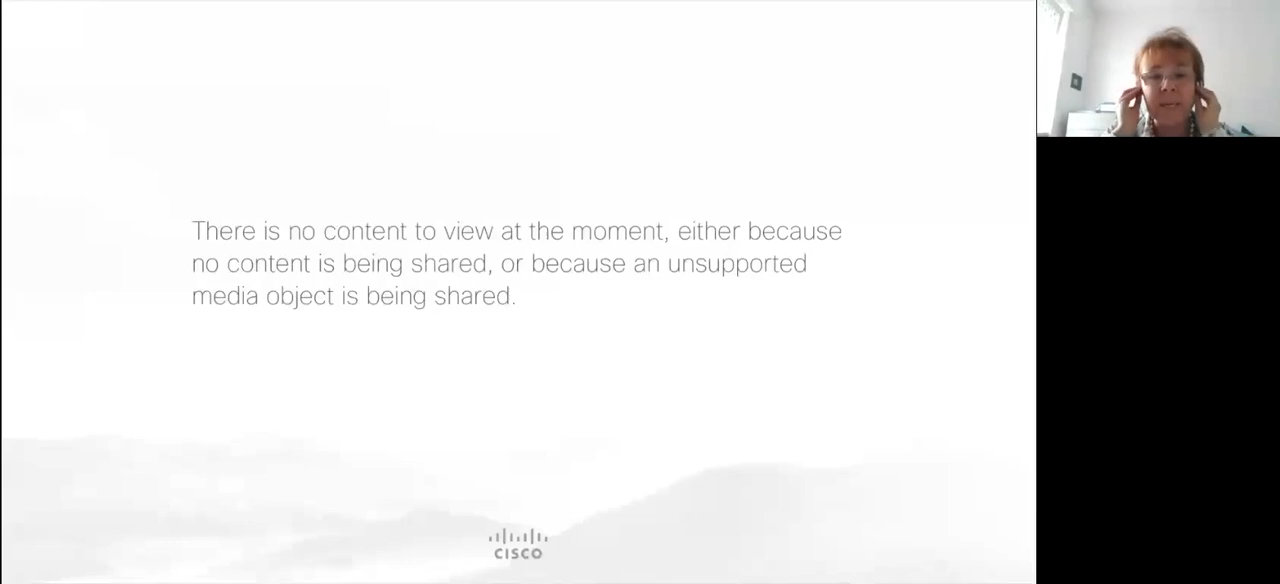 There is no content to view at the moment, either because
no content is being shared, or because an unsupported
media object is being shared.
CISCO